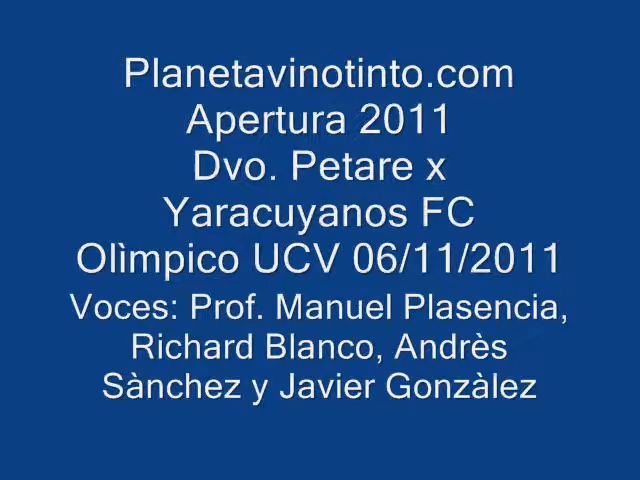 Planetavinotinto.com
Apertura 2011
Dvo. Petare x
Yaracuyanos FC
Olìmpico UCV 06/11/2011
Voces: Prof. Manuel Plasencia,
Richard Blanco, Andrès
Sànchez y Javier Gonzàlez